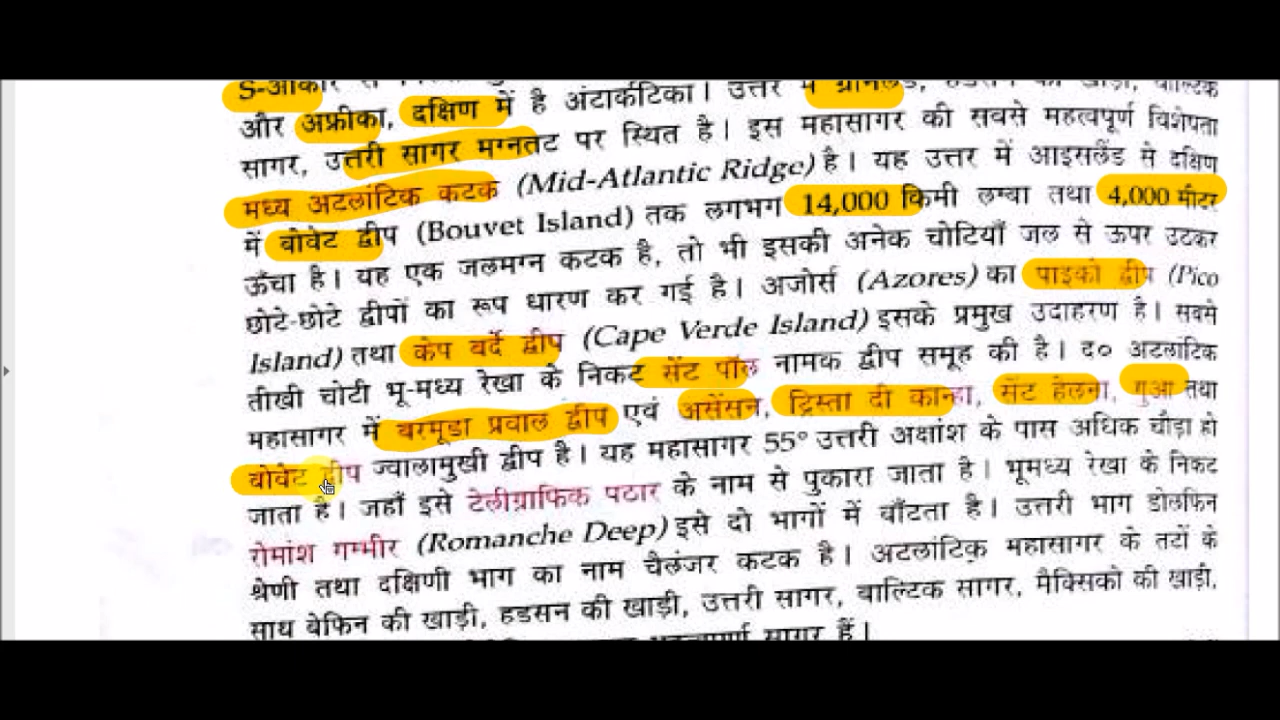 S-आकार
और अफ्रीका, दक्षिण में है अंटार्कटिका। उत्तर में ग्रीनलैंड, हडसन की खाड़ी, वाल्टिक
सागर, उत्तरी सागर मग्नतट पर स्थित है। इस महासागर की सबसे महत्वपूर्ण विशेषता
मध्य अटलांटिक कटक (Mid-Atlantic Ridge) है। यह उत्तर में आइसलैंड से दक्षिण
में बोवेट द्वीप (Bouvet Island) तक लगभग 14,000 किमी लम्बा तथा 4,000 मीटर
ऊँचा है। यह एक जलमग्न कटक है, तो भी इसकी अनेक चोटियाँ जल से ऊपर उटकर
छोटे-छोटे द्वीपों का रूप धारण कर गई है। अजोर्स (Azores) का पाइको द्वीप (Pico
Island) तथा केप वर्दे द्वीप (Cape Verde Island) इसके प्रमुख उदाहरण है। सबसे
तीखी चोटी भू-मध्य रेखा के निकट सेंट पॉल नामक द्वीप समूह की है। द० अटलांटिक
महासागर में बरमूडा प्रवाल द्वीप एवं असेंसन, ट्रिस्ता दी कान्हा, सेंट हेलना, गुआ तथा
बोवेट द्वीप ज्वालामुखी द्वीप है। यह महासागर 55° उत्तरी अक्षांश के पास अधिक चौड़ा हो
जाता है। जहाँ इसे टेलीग्राफिक पटार के नाम से पुकारा जाता है। भूमध्य रेखा के निकट
रोमांश गम्भीर (Romanche Deep) इसे दो भागों में बाँटता है। उत्तरी भाग डोलफिन
श्रेणी तथा दक्षिणी भाग का नाम चैलंजर कटक है। अटलांटिक महासागर के तटों के
साथ बेफिन की खाड़ी, हडसन की खाड़ी, उत्तरी सागर, वाल्टिक सागर, मैक्सिको की खाड़ी,
सागर हैं।